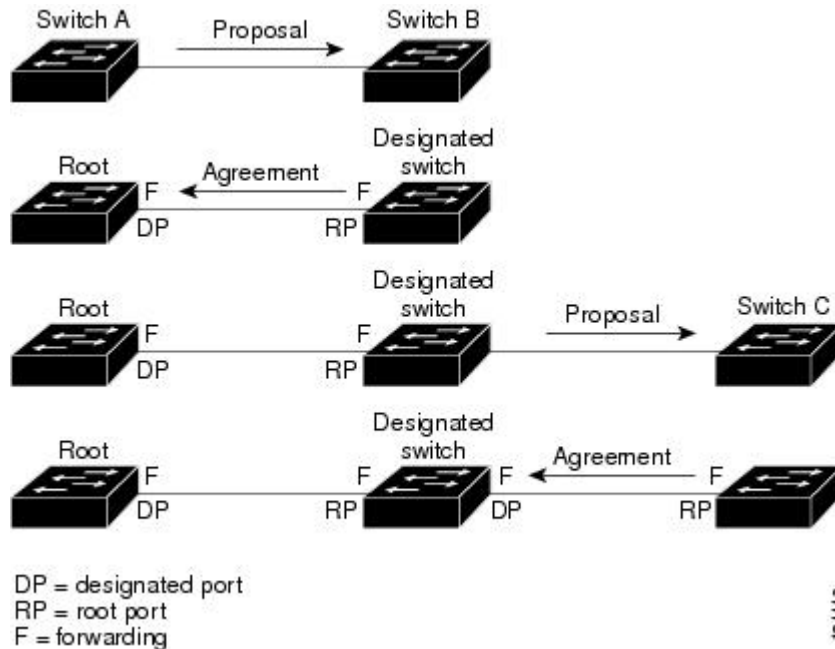 Switch A
Proposal
Switch B
Root
F
DP
Agreement
Designated
switch
F
RP
Root
F
DP
Designated
switch
F
RP
Proposal
Switch C
Root
F
DP
Designated
switch
F
RP
F
DP
Agreement
F
RP
DP = designated port
RP = root port
F = forwarding